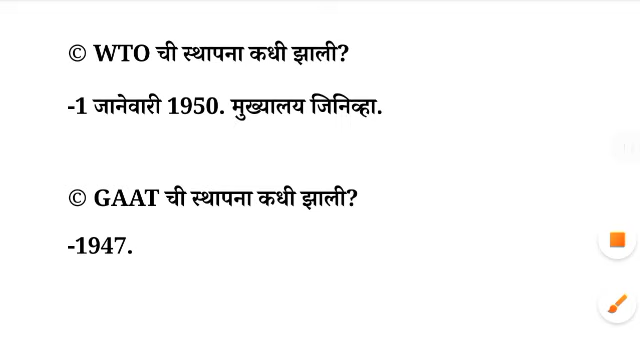 © WTO ची स्थापना कधी झाली?
-1 जानेवारी 1950. मुख्यालय जिनिव्हा.
© GAAT ची स्थापना कधी झाली?
-1947.